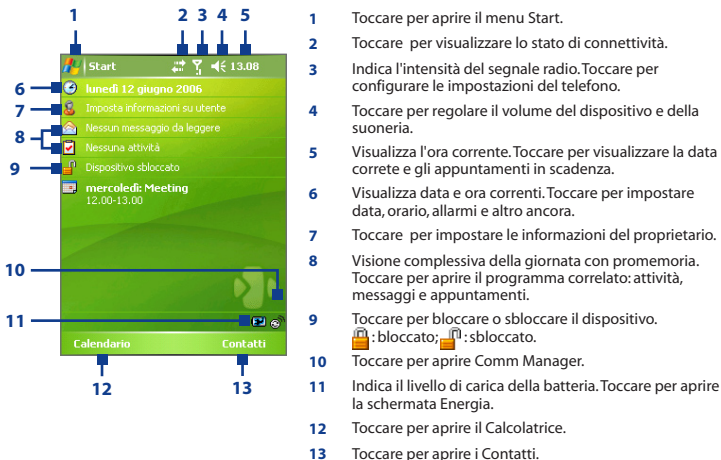 1 2 3 4 5
Start 13.08
6 lunedì 12 giugno 2006
7 Imposta informazioni su utente
8 Nessun messaggio da leggere
Nessuna attività
9 Dispositivo sbloccato
mercoledì: Meeting
12.00-13.00
10
11
Calendario Contatti
12 13
1 Toccare per aprire il menu Start.
2 Toccare per visualizzare lo stato di connettività.
3 Indica l'intensità del segnale radio. Toccare per
configurare le impostazioni del telefono.
4 Toccare per regolare il volume del dispositivo e della
suoneria.
5 Visualizza l'ora corrente. Toccare per visualizzare la data
correte e gli appuntamenti in scadenza.
6 Visualizza data e ora correnti. Toccare per impostare
data, orario, allarmi e altro ancora.
7 Toccare per impostare le informazioni del proprietario.
8 Visione complessiva della giornata con promemoria.
Toccare per aprire il programma correlato: attività,
messaggi e appuntamenti.
9 Toccare per bloccare o sbloccare il dispositivo.
: bloccato; : sbloccato.
10 Toccare per aprire Comm Manager.
11 Indica il livello di carica della batteria. Toccare per aprire
la schermata Energia.
12 Toccare per aprire il Calcolatrice.
13 Toccare per aprire i Contatti.